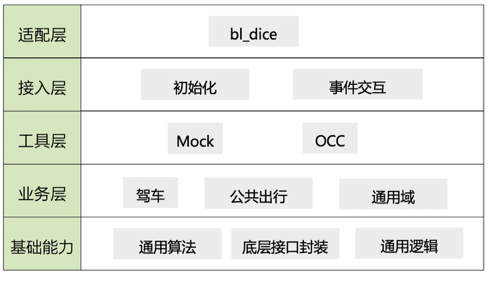 适配层 bl_dice
接入层 初始化 事件交互
工具层 Mock OCC
业务层 驾车 公共出行 通用域
基础能力 通用算法 底层接口封装 通用逻辑